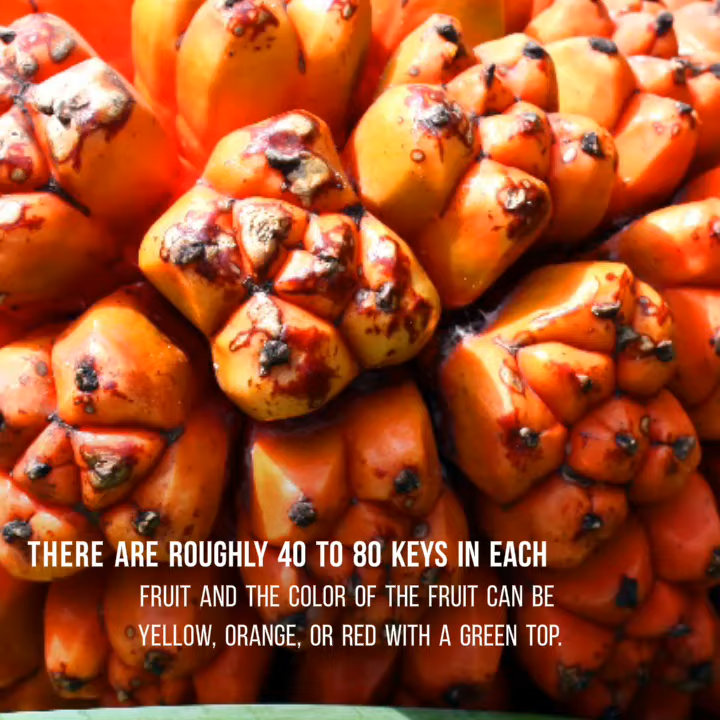 THERE ARE ROUGHLY 40 TO 80 KEYS IN EACH
FRUIT AND THE COLOR OF THE FRUIT CAN BE
YELLOW, ORANGE, OR RED WITH A GREEN TOP.